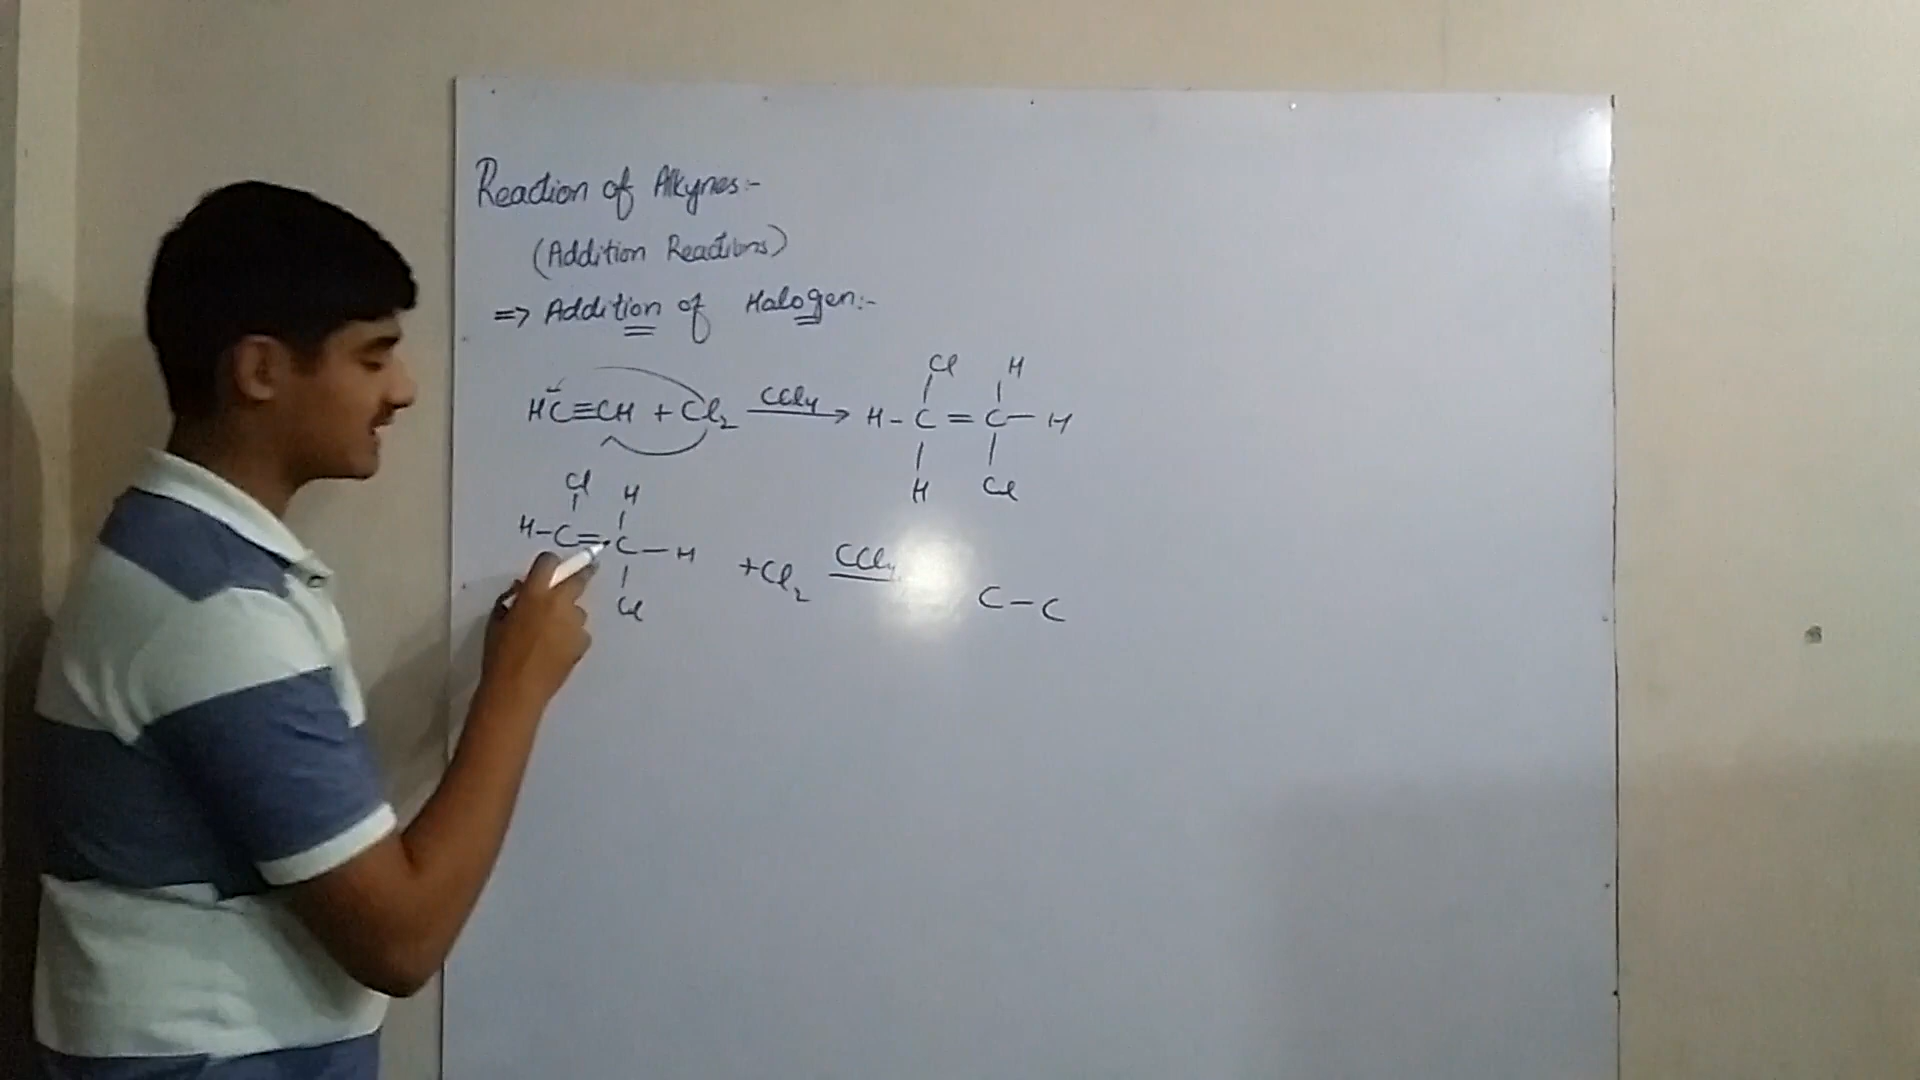 Reaction of Alkynes:-
(Addition Reactions)
=> Addition of Halogen:-
Cl H
HC≡CH + Cl2 CCl4 → H-C=C-H
H Cl
Cl H
H-C=C-H + Cl2 CCl4 C-C
Cl